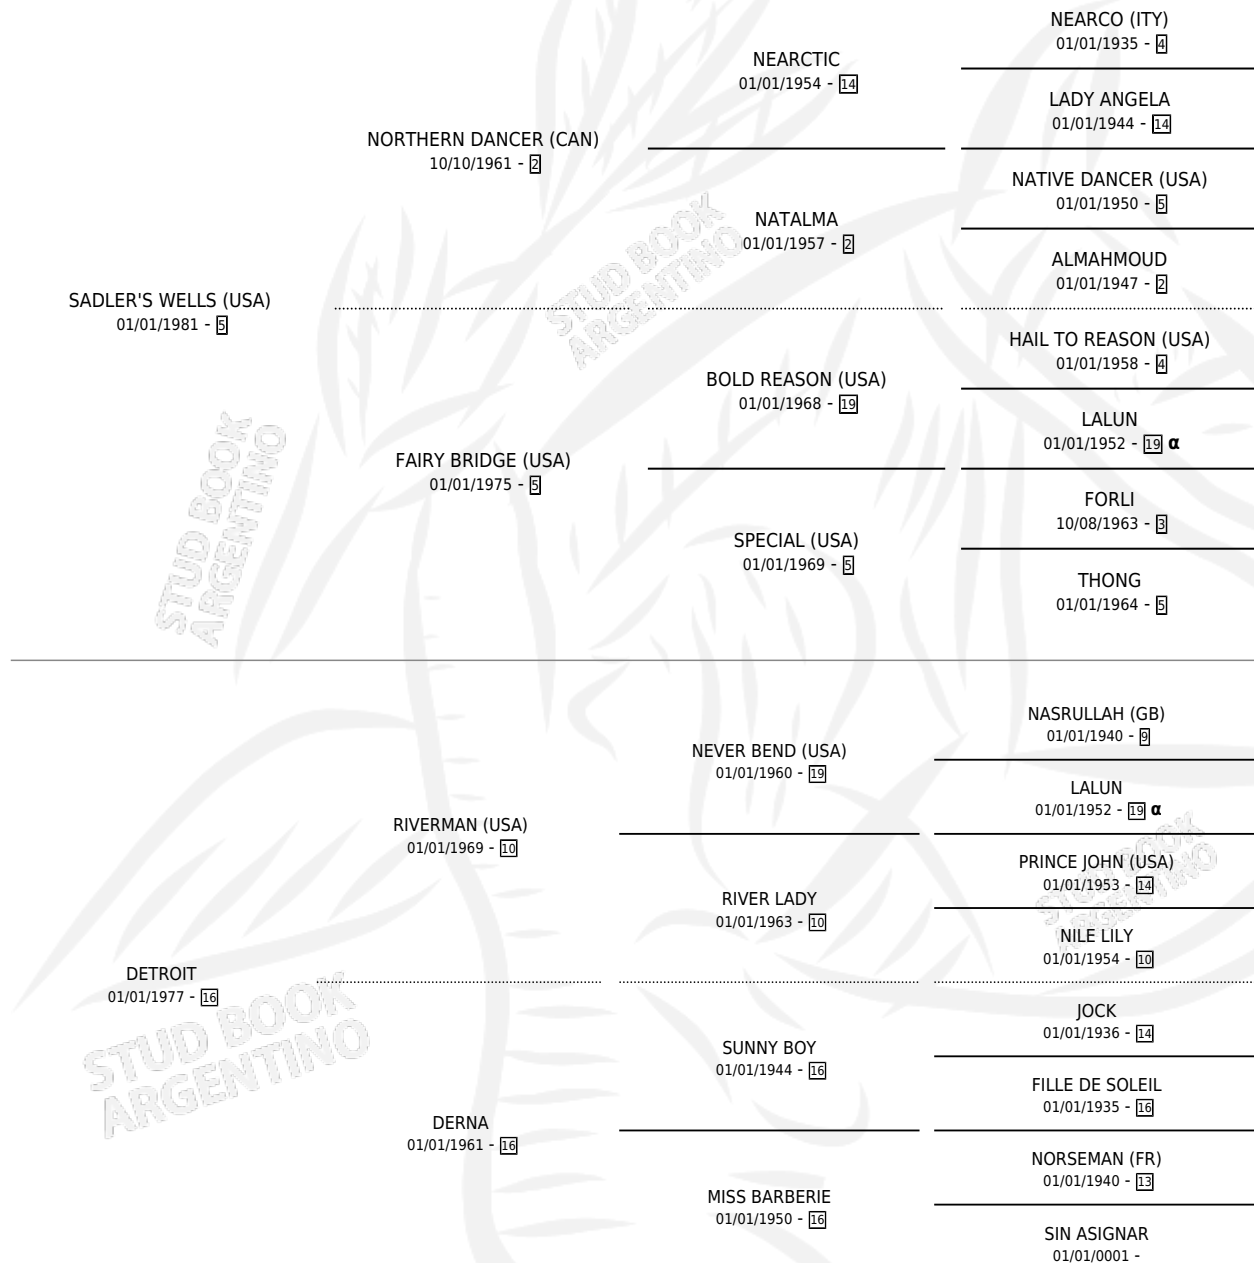 NEARCO (ITY)
01/01/1935 - 4
NEARCTIC
01/01/1954 - 14
LADY ANGELA
01/01/1944 - 14
NORTHERN DANCER (CAN)
10/10/1961 - 2
NATIVE DANCER (USA)
01/01/1950 - 5
NATALMA
01/01/1957 - 2
ALMAHMOUD
01/01/1947 - 2
STUD BOOK
ARGENTINO
SADLER'S WELLS (USA)
01/01/1981 - 5
HAIL TO REASON (USA)
01/01/1958 - 4
BOLD REASON (USA)
01/01/1968 - 19
LALUN
01/01/1952 - 19 α
FAIRY BRIDGE (USA)
01/01/1975 - 5
FORLI
10/08/1963 - 3
SPECIAL (USA)
01/01/1969 - 5
THONG
01/01/1964 - 5
STUD BOOK
ARGENTINO
NASRULLAH (GB)
01/01/1940 - 9
NEVER BEND (USA)
01/01/1960 - 19
LALUN
01/01/1952 - 19 α
RIVERMAN (USA)
01/01/1969 - 10
PRINCE JOHN (USA)
01/01/1953 - 14
RIVER LADY
01/01/1963 - 10
NILE LILY
01/01/1954 - 10
STUD BOOK
ARGENTINO
DETROIT
01/01/1977 - 16
JOCK
01/01/1936 - 14
SUNNY BOY
01/01/1944 - 16
FILLE DE SOLEIL
01/01/1935 - 16
STUD BOOK
ARGENTINO
DERNA
01/01/1961 - 16
NORSEMAN (FR)
01/01/1940 - 13
MISS BARBERIE
01/01/1950 - 16
SIN ASIGNAR
01/01/0001 -